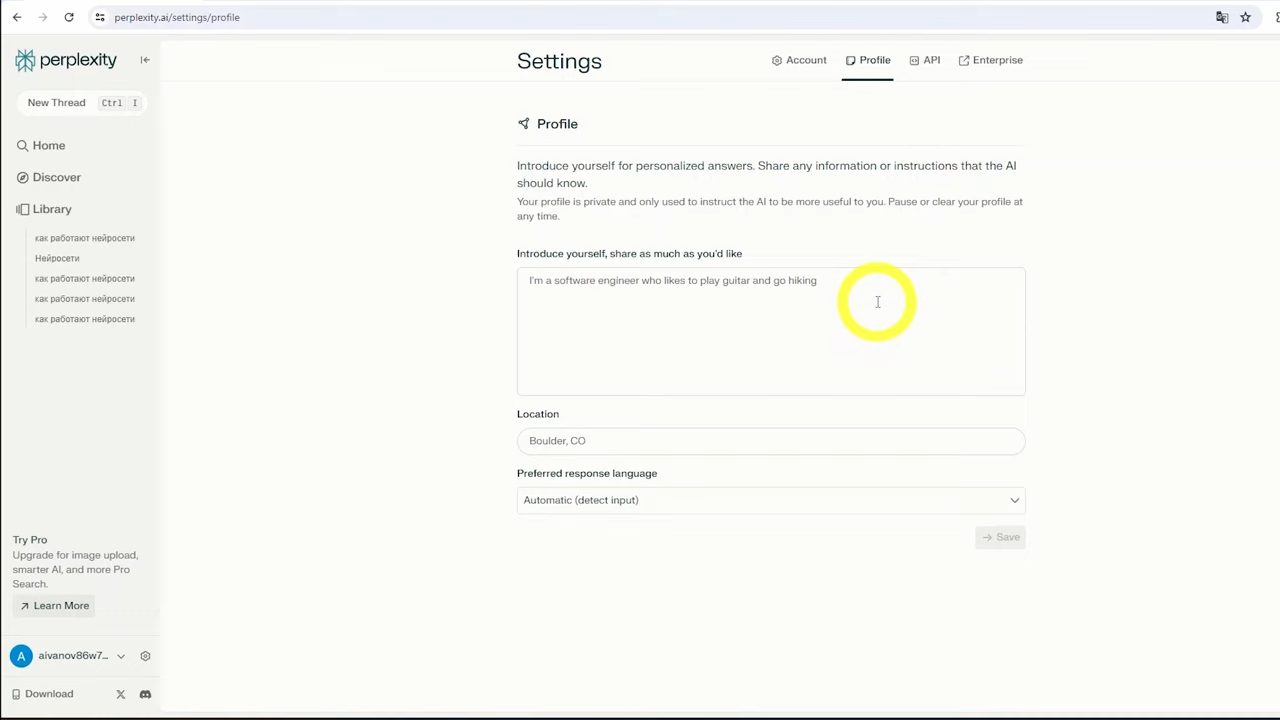 perplexity.ai/settings/profile
perplexity
New Thread Ctrl I
Home
Discover
Library
как работают нейросети
Нейросети
как работают нейросети
как работают нейросети
как работают нейросети
Try Pro
Upgrade for image upload,
smarter AI, and more Pro
Search.
Learn More
A aivanov86w7...
Download
Settings
Account Profile API Enterprise
Profile
Introduce yourself for personalized answers. Share any information or instructions that the AI
should know.
Your profile is private and only used to instruct the AI to be more useful to you. Pause or clear your profile at
any time.
Introduce yourself, share as much as you'd like
I'm a software engineer who likes to play guitar and go hiking
Location
Boulder, CO
Preferred response language
Automatic (detect input)
Save